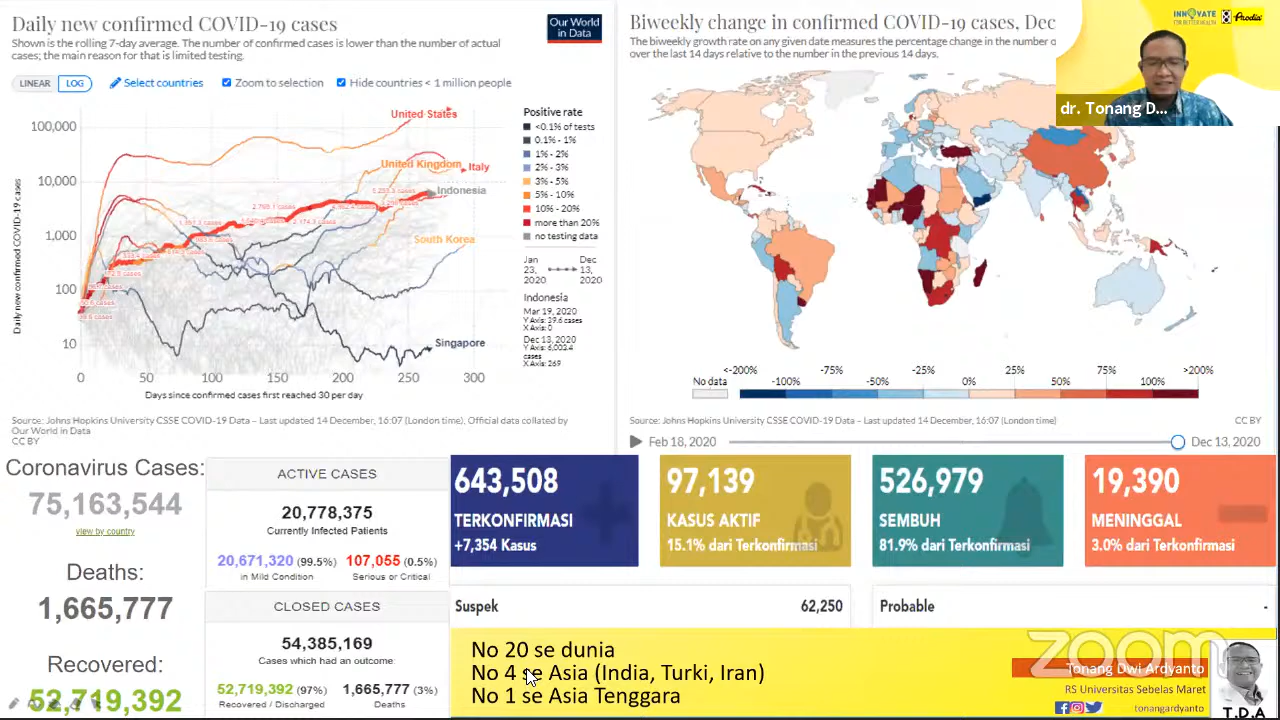 Daily new confirmed COVID-19 cases
Shown is the rolling 7-day average. The number of confirmed cases is lower than the number of actual
cases; the main reason for that is limited testing.
Our World
in Data
LINEAR LOG Select countries Zoom to selection Hide countries < 1 million people
Daily new confirmed COVID-19 cases
100,000
10,000
1,000
100
10
0 50 100 150 200 250 300
Days since confirmed cases first reached 30 per day
United States
United Kingdom
Italy
Indonesia
South Korea
Singapore
Positive rate
<0.1% of tests
0.1% - 1%
1% - 2%
2% - 3%
3% - 5%
5% - 10%
10% - 20%
more than 20%
no testing data
Jan
23,
2020
Dec
13,
2020
Indonesia
Mar 19, 2020
Y Axis: 39.6 cases
X Axis: 0
Dec 13, 2020
Y Axis: 6,003.4
cases
X Axis: 269
Source: Johns Hopkins University CSSE COVID-19 Data – Last updated 14 December, 16:07 (London time), Official data collated by
Our World in Data
CC BY
Biweekly change in confirmed COVID-19 cases, Dec
The biweekly growth rate on any given date measures the percentage change in the number o
over the last 14 days relative to the number in the previous 14 days.
INNOVATE
Prodia
dr. Tonang D...
No data
<-200% -75% -25% 25% 75% >200%
-100% -50% 0% 50% 100%
Source: Johns Hopkins University CSSE COVID-19 Data – Last updated 14 December, 16:07 (London time) CC BY
Feb 18, 2020 Dec 13, 2020
Coronavirus Cases:
75,163,544
view by country
Deaths:
1,665,777
Recovered:
52,719,392
ACTIVE CASES
20,778,375
Currently Infected Patients
20,671,320 (99.5%)
in Mild Condition
107,055 (0.5%)
Serious or Critical
CLOSED CASES
54,385,169
Cases which had an outcome:
52,719,392 (97%)
Recovered / Discharged
1,665,777 (3%)
Deaths
643,508
TERKONFIRMASI
+7,354 Kasus
97,139
KASUS AKTIF
15.1% dari Terkonfirmasi
526,979
SEMBUH
81.9% dari Terkonfirmasi
19,390
MENINGGAL
3.0% dari Terkonfirmasi
Suspek 62,250
Probable -
No 20 se dunia
No 4 se Asia (India, Turki, Iran)
No 1 se Asia Tenggara
zoom
Tonang Dwi Ardyanto
RS Universitas Sebelas Maret
tonangardyanto
T.D.A